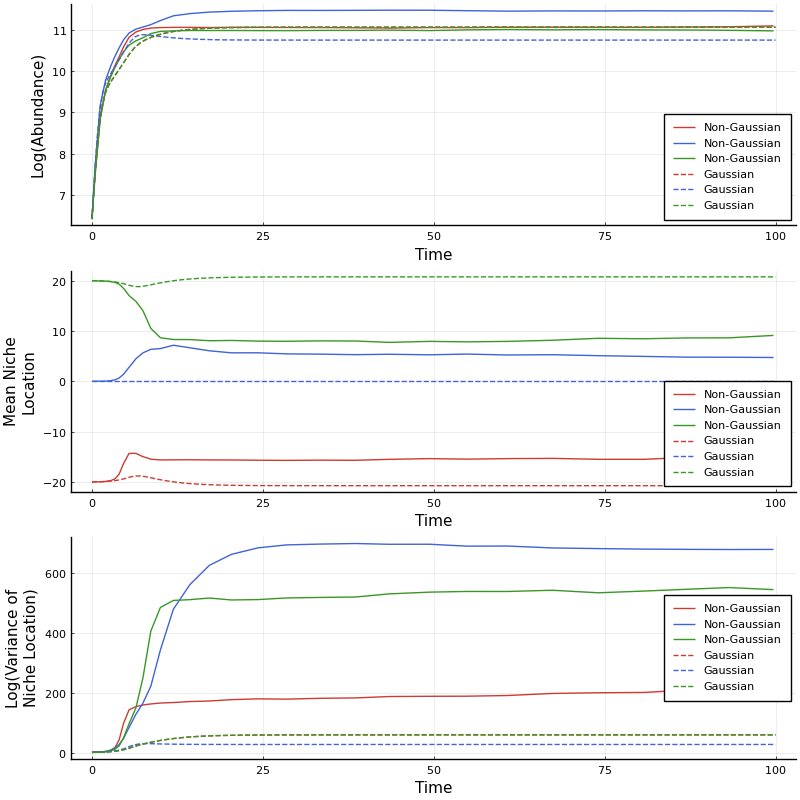 11
10
9
8
7
Log(Abundance)
Non-Gaussian
Non-Gaussian
Non-Gaussian
Gaussian
Gaussian
Gaussian
0
25
50
75
100
Time
20
10
0
−10
−20
Mean Niche
Location
Non-Gaussian
Non-Gaussian
Non-Gaussian
Gaussian
Gaussian
Gaussian
0
25
50
75
100
Time
600
400
200
0
Log(Variance of
Niche Location)
Non-Gaussian
Non-Gaussian
Non-Gaussian
Gaussian
Gaussian
Gaussian
0
25
50
75
100
Time